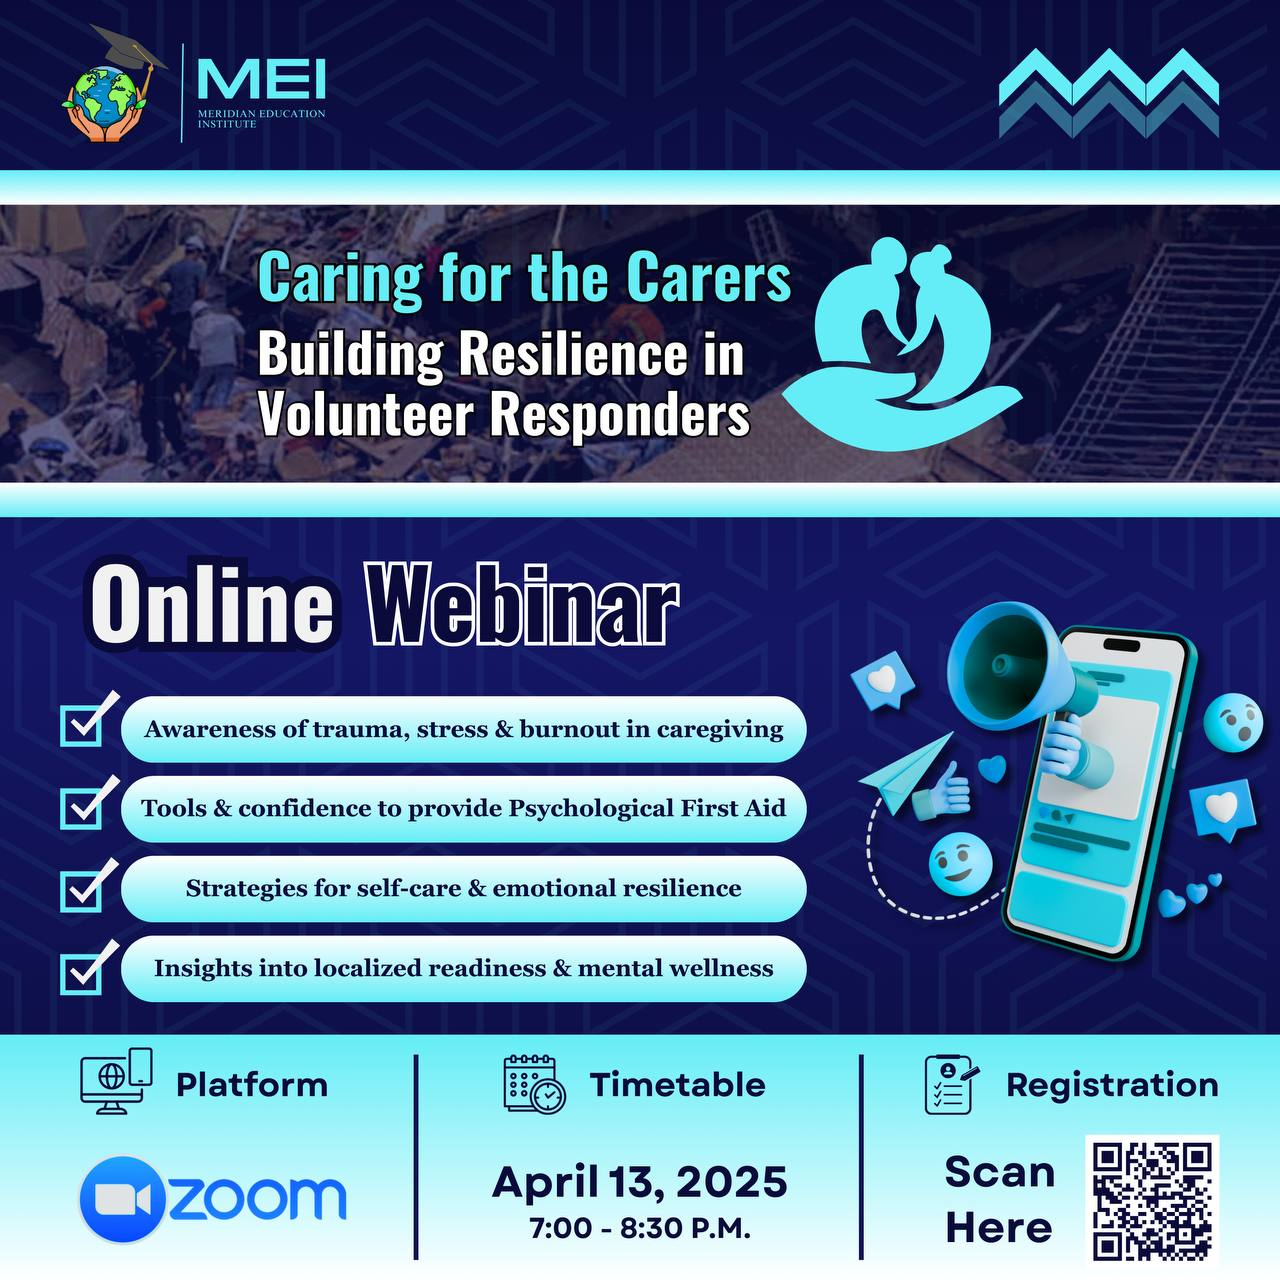 MEI
MERIDIAN EDUCATION
INSTITUTE
Caring for the Carers
Building Resilience in
Volunteer Responders
Online Webinar
Awareness of trauma, stress & burnout in caregiving
Tools & confidence to provide Psychological First Aid
Strategies for self-care & emotional resilience
Insights into localized readiness & mental wellness
Platform
zoom
Timetable
April 13, 2025
7:00 - 8:30 P.M.
Registration
Scan
Here